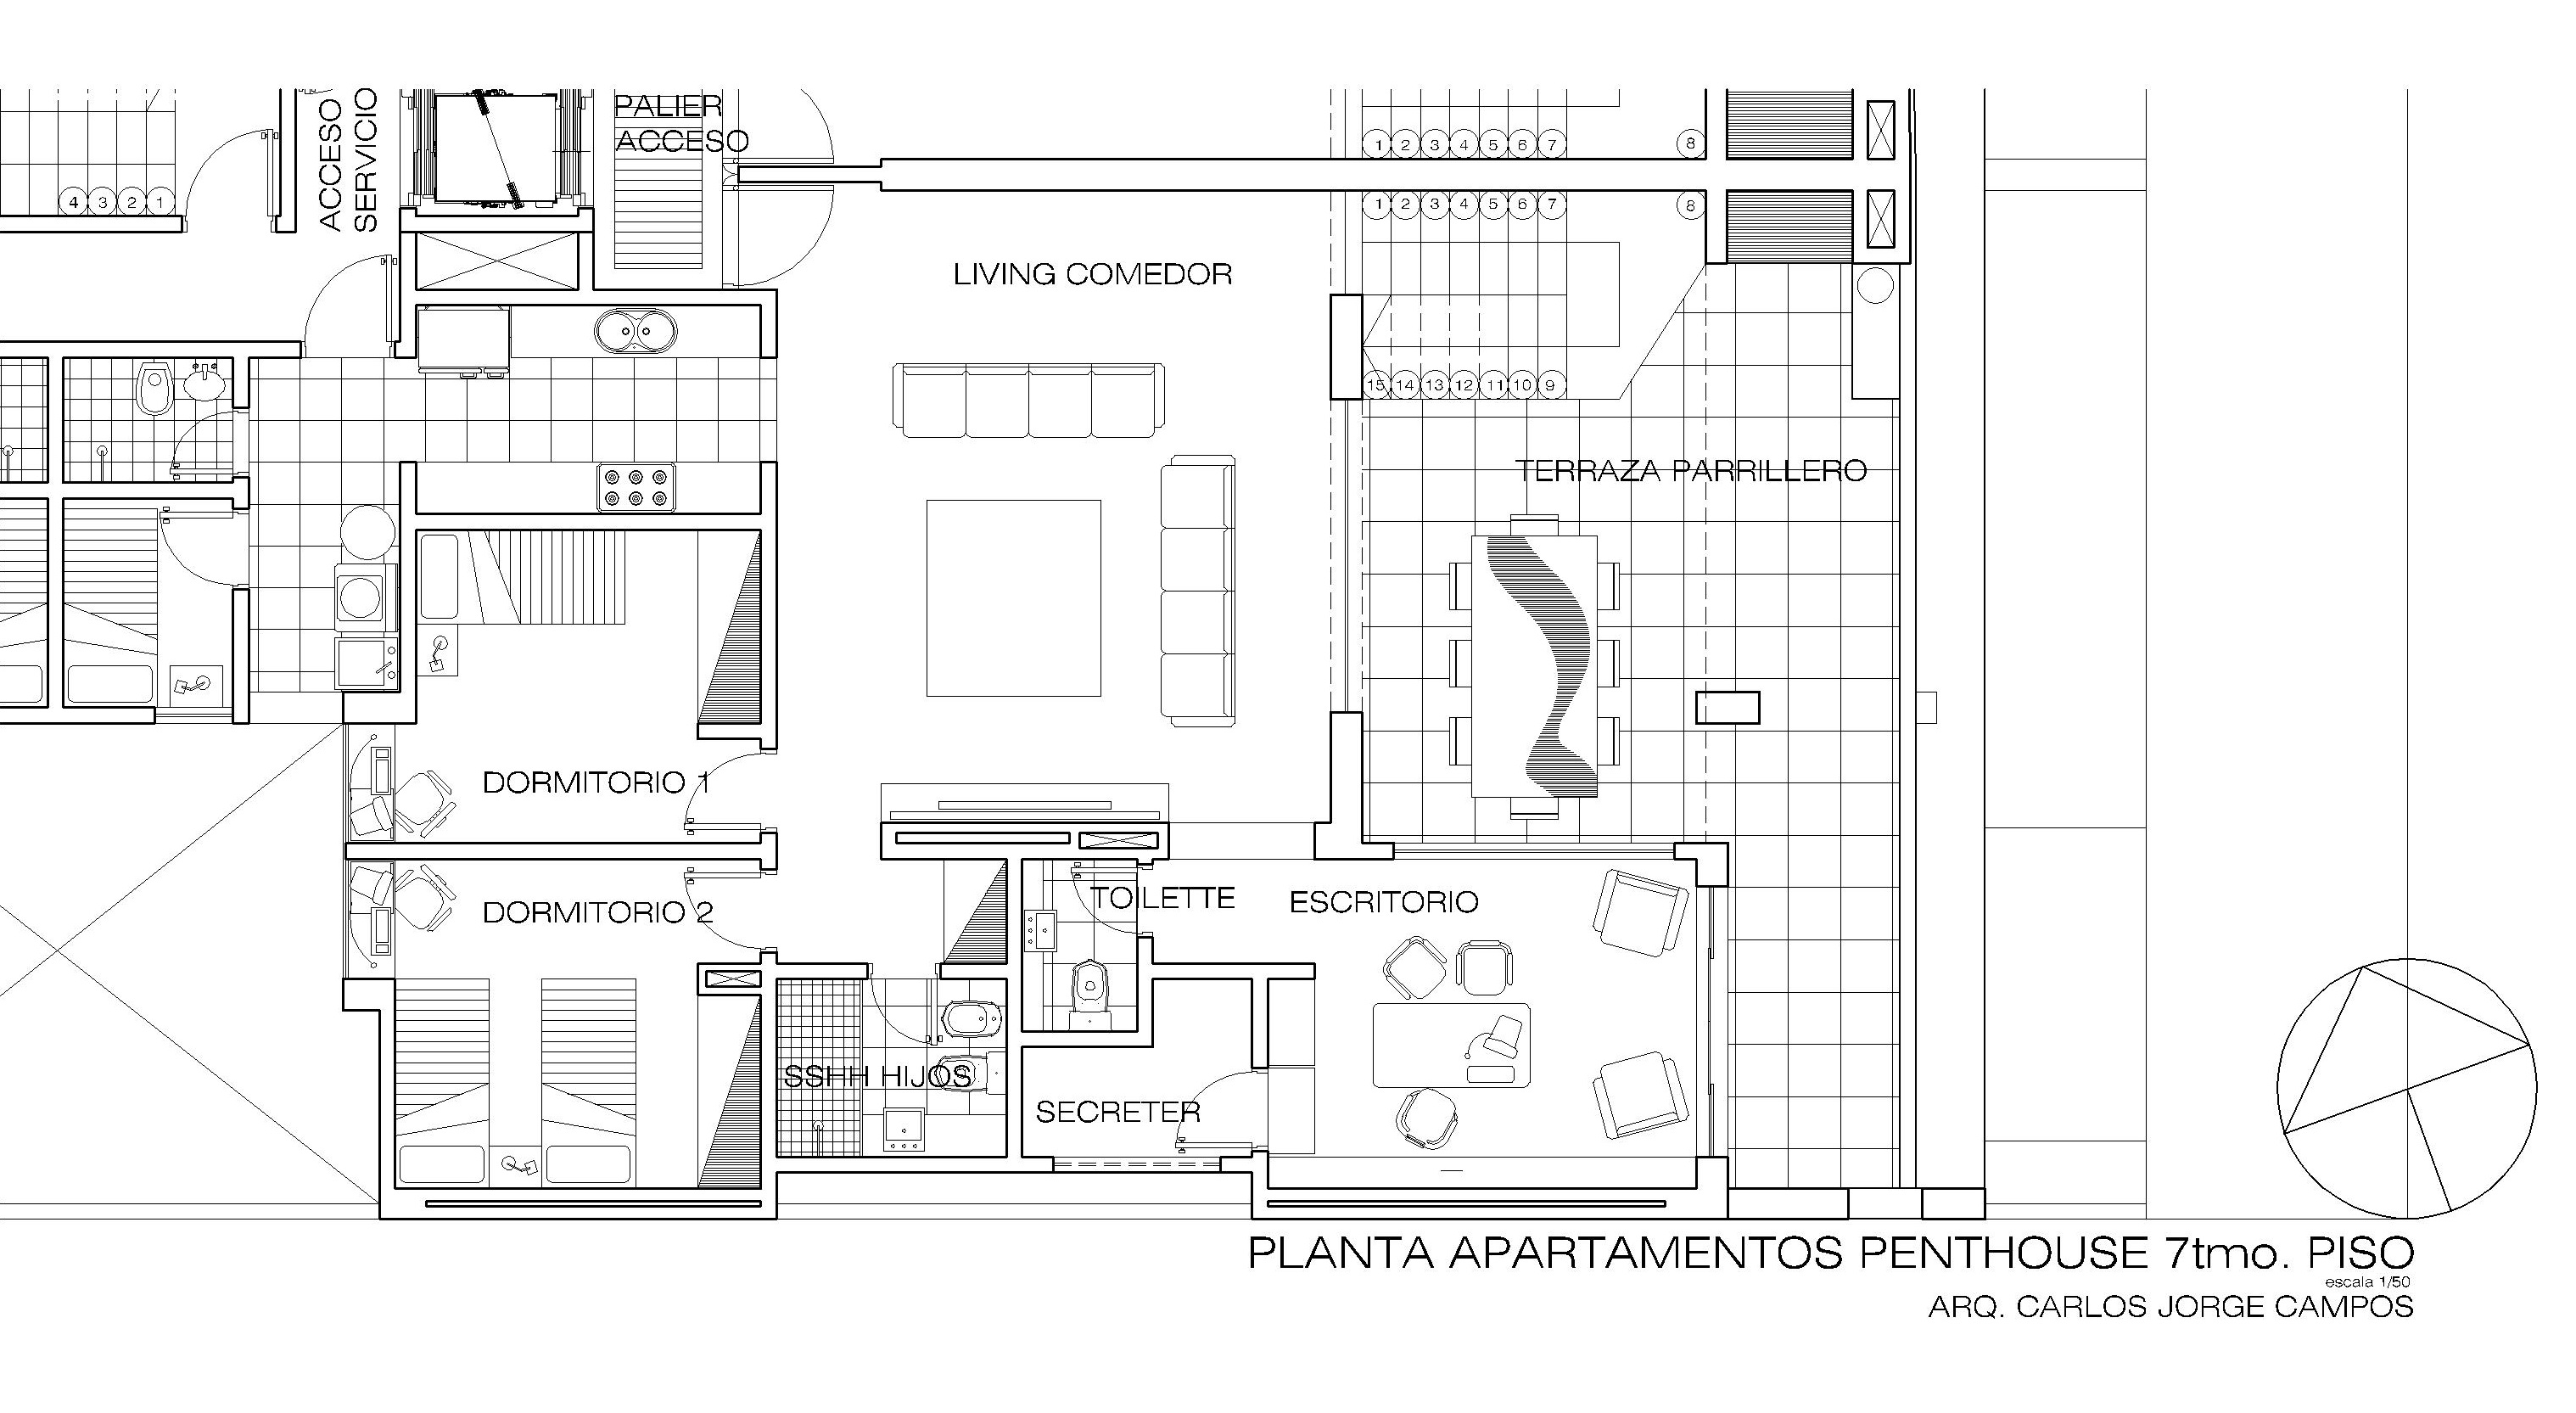 ACCESO
SERVICIO
PALIER
ACCESO
1 2 3 4 5 6 7 8
4 3 2 1
1 2 3 4 5 6 7 8
LIVING COMEDOR
15 14 13 12 11 10 9
TERRAZA PARRILLERO
DORMITORIO 1
DORMITORIO 2
TOILETTE
ESCRITORIO
SSHH HIJOS
SECRETER
PLANTA APARTAMENTOS PENTHOUSE 7tmo. PISO
escala 1/50
ARQ. CARLOS JORGE CAMPOS